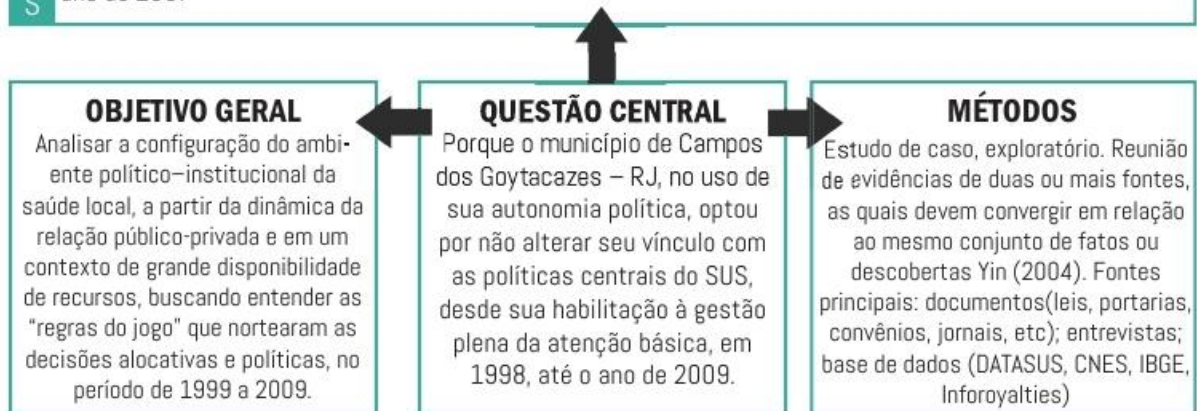 S
OBJETIVO GERAL
Analisar a configuração do ambi-
ente político–institucional da
saúde local, a partir da dinâmica da
relação público-privada e em um
contexto de grande disponibilidade
de recursos, buscando entender as
“regras do jogo” que nortearam as
decisões alocativas e políticas, no
período de 1999 a 2009.
QUESTÃO CENTRAL
Porque o município de Campos
dos Goytacazes – RJ, no uso de
sua autonomia política, optou
por não alterar seu vínculo com
as políticas centrais do SUS,
desde sua habilitação à gestão
plena da atenção básica, em
1998, até o ano de 2009.
MÉTODOS
Estudo de caso, exploratório. Reunião
de evidências de duas ou mais fontes,
as quais devem convergir em relação
ao mesmo conjunto de fatos ou
descobertas Yin (2004). Fontes
principais: documentos(leis, portarias,
convênios, jornais, etc); entrevistas;
base de dados (DATASUS, CNES, IBGE,
Inforoyalties)